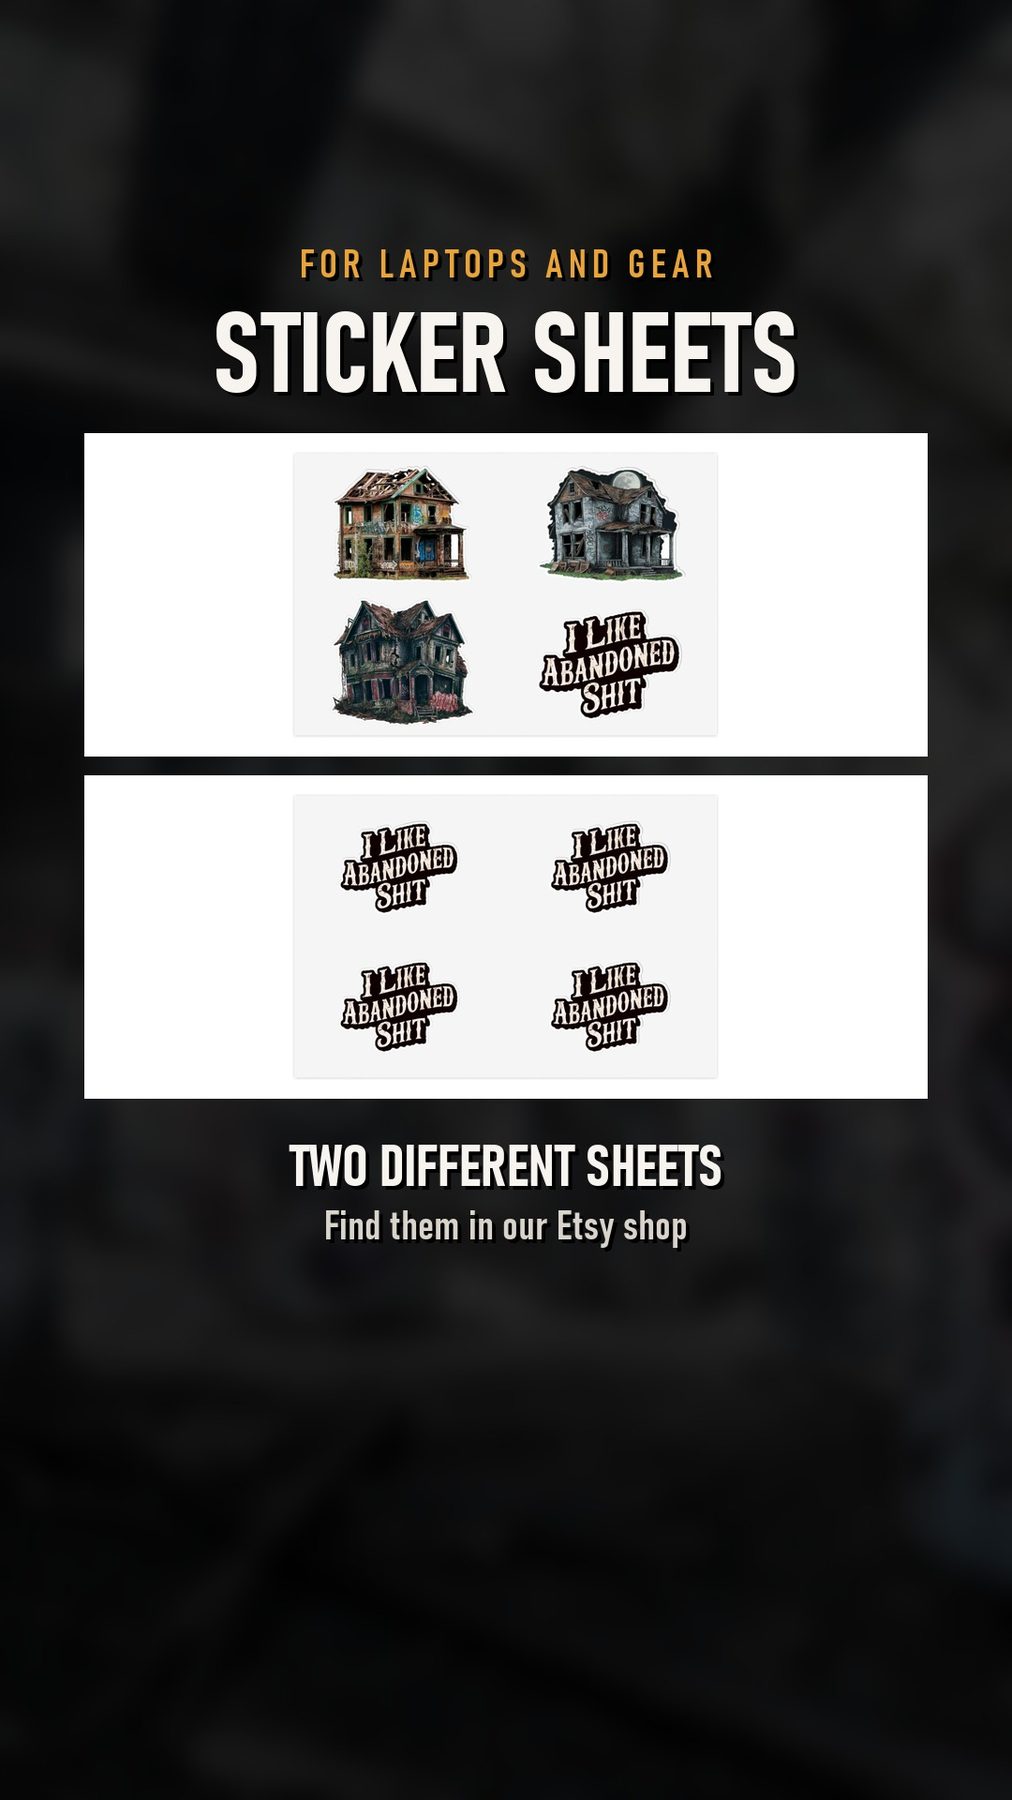 FOR LAPTOPS AND GEAR
STICKER SHEETS
I LIKE
ABANDONED
SHIT
I LIKE
ABANDONED
SHIT
I LIKE
ABANDONED
SHIT
I LIKE
ABANDONED
SHIT
I LIKE
ABANDONED
SHIT
TWO DIFFERENT SHEETS
Find them in our Etsy shop